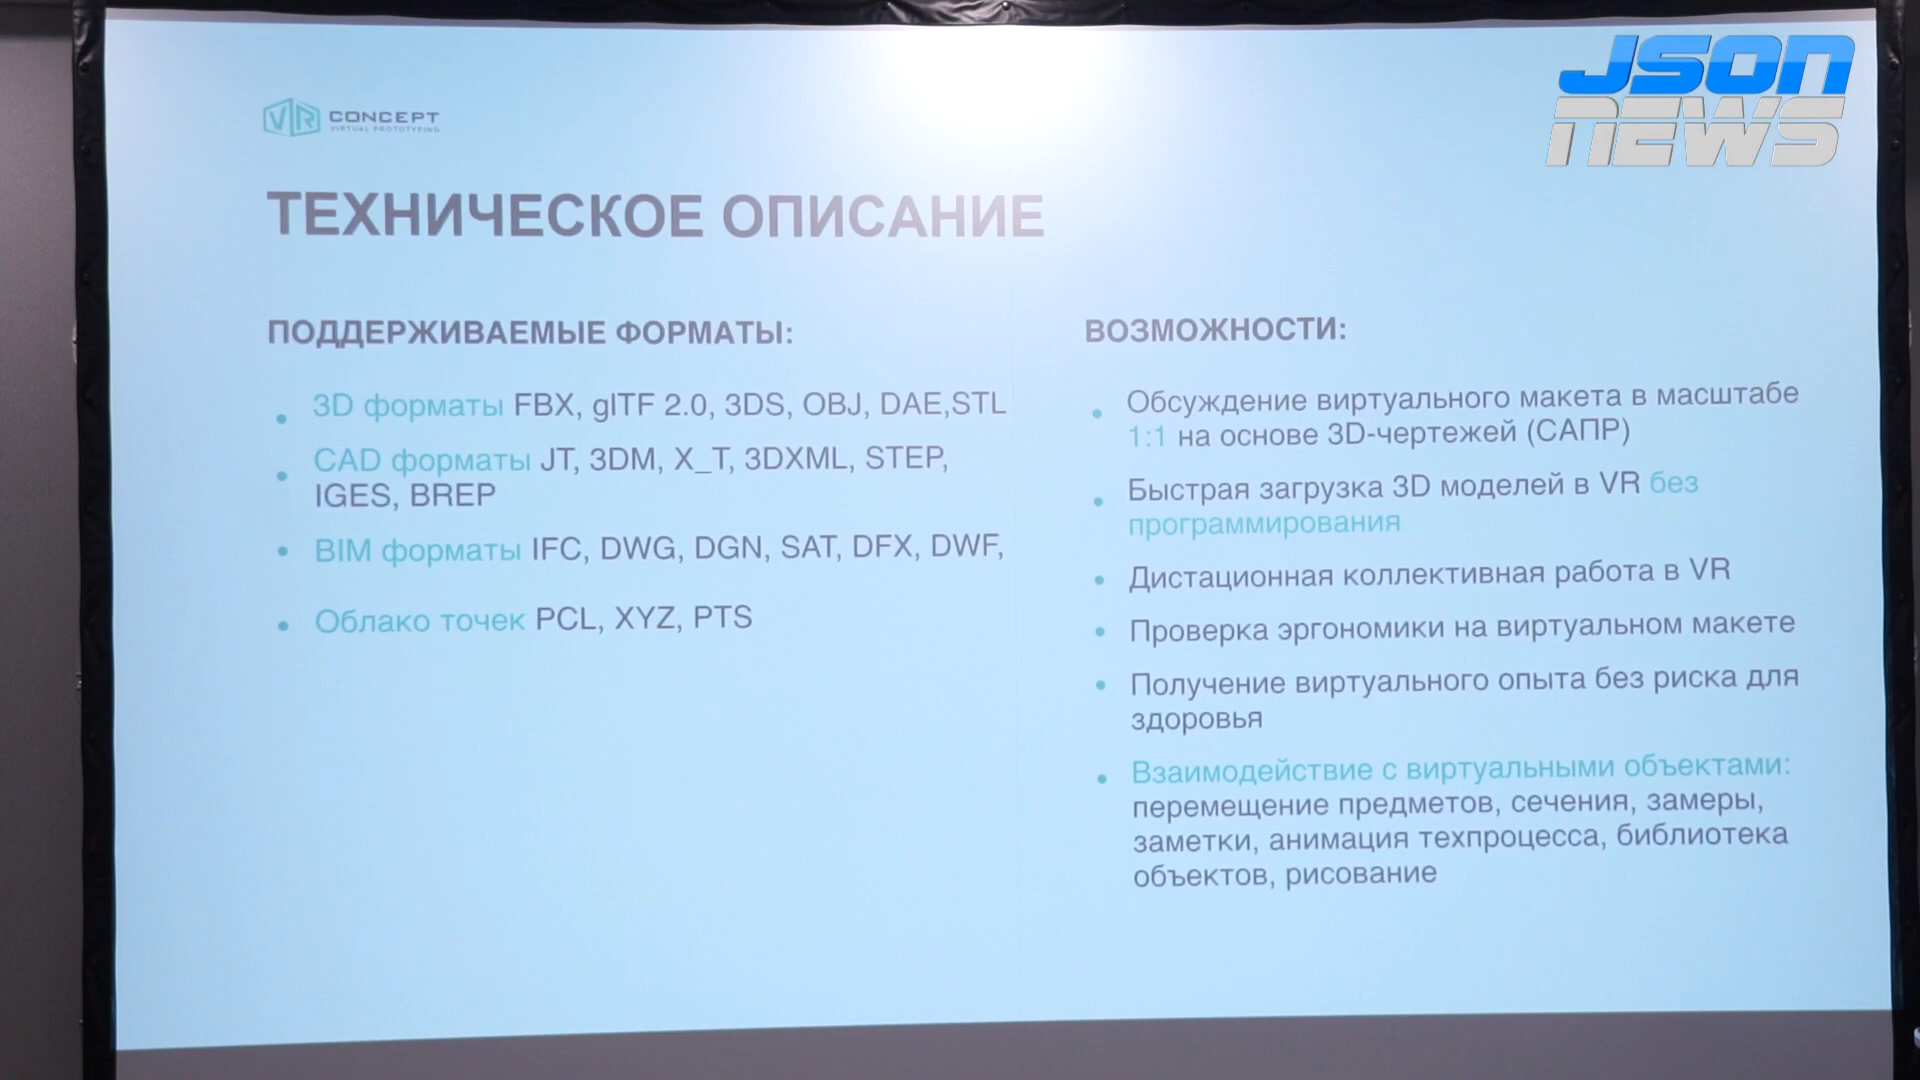 JSON
NEWS
VR CONCEPT
VIRTUAL PROTOTYPING
ТЕХНИЧЕСКОЕ ОПИСАНИЕ
ПОДДЕРЖИВАЕМЫЕ ФОРМАТЫ:
3D форматы FBX, glTF 2.0, 3DS, OBJ, DAE,STL
CAD форматы JT, 3DM, X_T, 3DXML, STEP,
IGES, BREP
BIM форматы IFC, DWG, DGN, SAT, DFX, DWF,
Облако точек PCL, XYZ, PTS
ВОЗМОЖНОСТИ:
Обсуждение виртуального макета в масштабе
1:1 на основе 3D-чертежей (САПР)
Быстрая загрузка 3D моделей в VR без
программирования
Дистационная коллективная работа в VR
Проверка эргономики на виртуальном макете
Получение виртуального опыта без риска для
здоровья
Взаимодействие с виртуальными объектами:
перемещение предметов, сечения, замеры,
заметки, анимация техпроцесса, библиотека
объектов, рисование